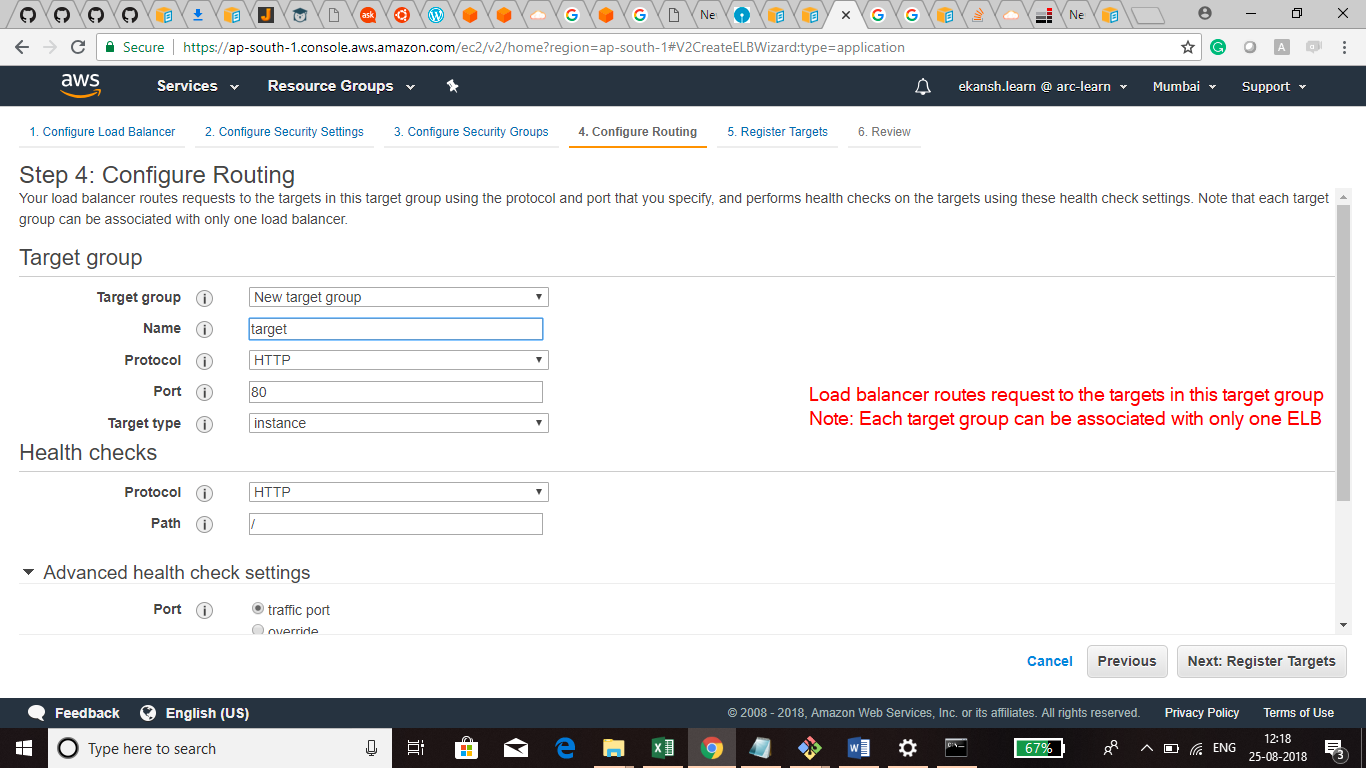 Ne
ask
Ne
Secure
https://ap-south-1.console.aws.amazon.com/ec2/v2/home?region=ap-south-1#V2CreateELBWizard:type=application
aws
Services
Resource Groups
ekansh.learn @ arc-learn
Mumbai
Support
1. Configure Load Balancer
2. Configure Security Settings
3. Configure Security Groups
4. Configure Routing
5. Register Targets
6. Review
Step 4: Configure Routing
Your load balancer routes requests to the targets in this target group using the protocol and port that you specify, and performs health checks on the targets using these health check settings. Note that each target
group can be associated with only one load balancer.
Target group
Target group
New target group
Name
target
Protocol
HTTP
Port
80
Target type
instance
Load balancer routes request to the targets in this target group
Note: Each target group can be associated with only one ELB
Health checks
Protocol
HTTP
Path
/
Advanced health check settings
Port
traffic port
override
Cancel
Previous
Next: Register Targets
Feedback
English (US)
© 2008 - 2018, Amazon Web Services, Inc. or its affiliates. All rights reserved.
Privacy Policy
Terms of Use
Type here to search
67%
ENG
12:18
25-08-2018
3